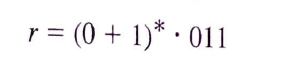 r = (0 + 1)* · 011